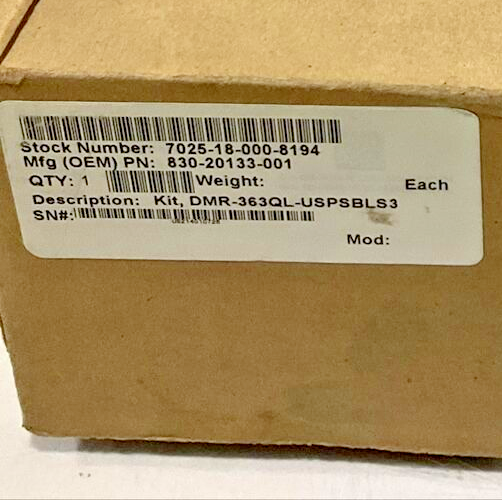 Stock Number: 7025-18-000-8194
Mfg (OEM) PN: 830-20133-001
QTY: 1 Weight: Each
Description: Kit, DMR-363QL-USPSBLS3
SN#:
Mod: